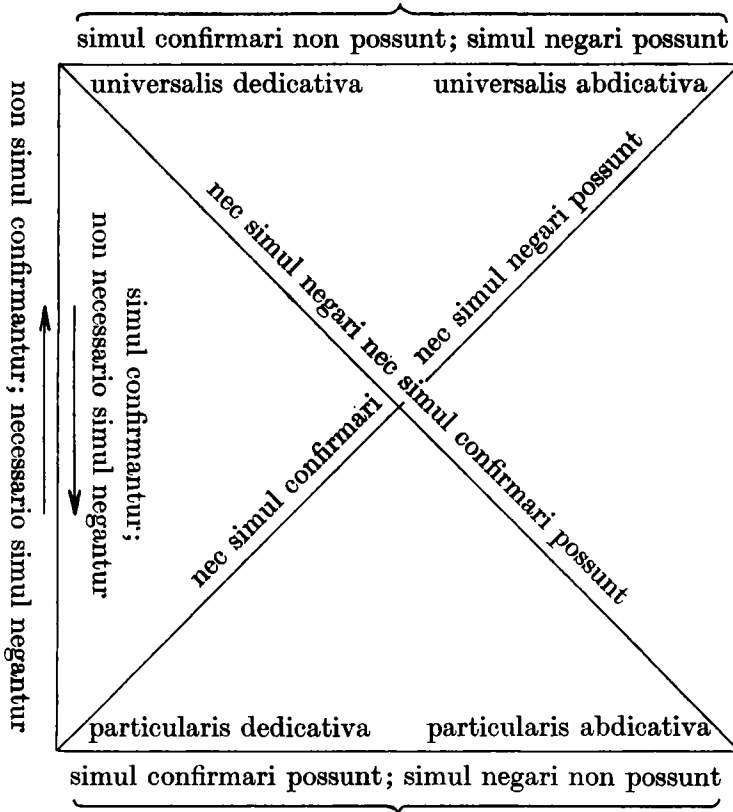 simul confirmari non possunt; simul negari possunt
universalis dedicativa
universalis abdicativa
non simul confirmantur; necessario simul negantur
simul confirmantur;
non necessario simul negantur
nec simul negari nec simul confirmari possunt
nec simul confirmari
nec simul negari possunt
particularis dedicativa
particularis abdicativa
simul confirmari possunt; simul negari non possunt